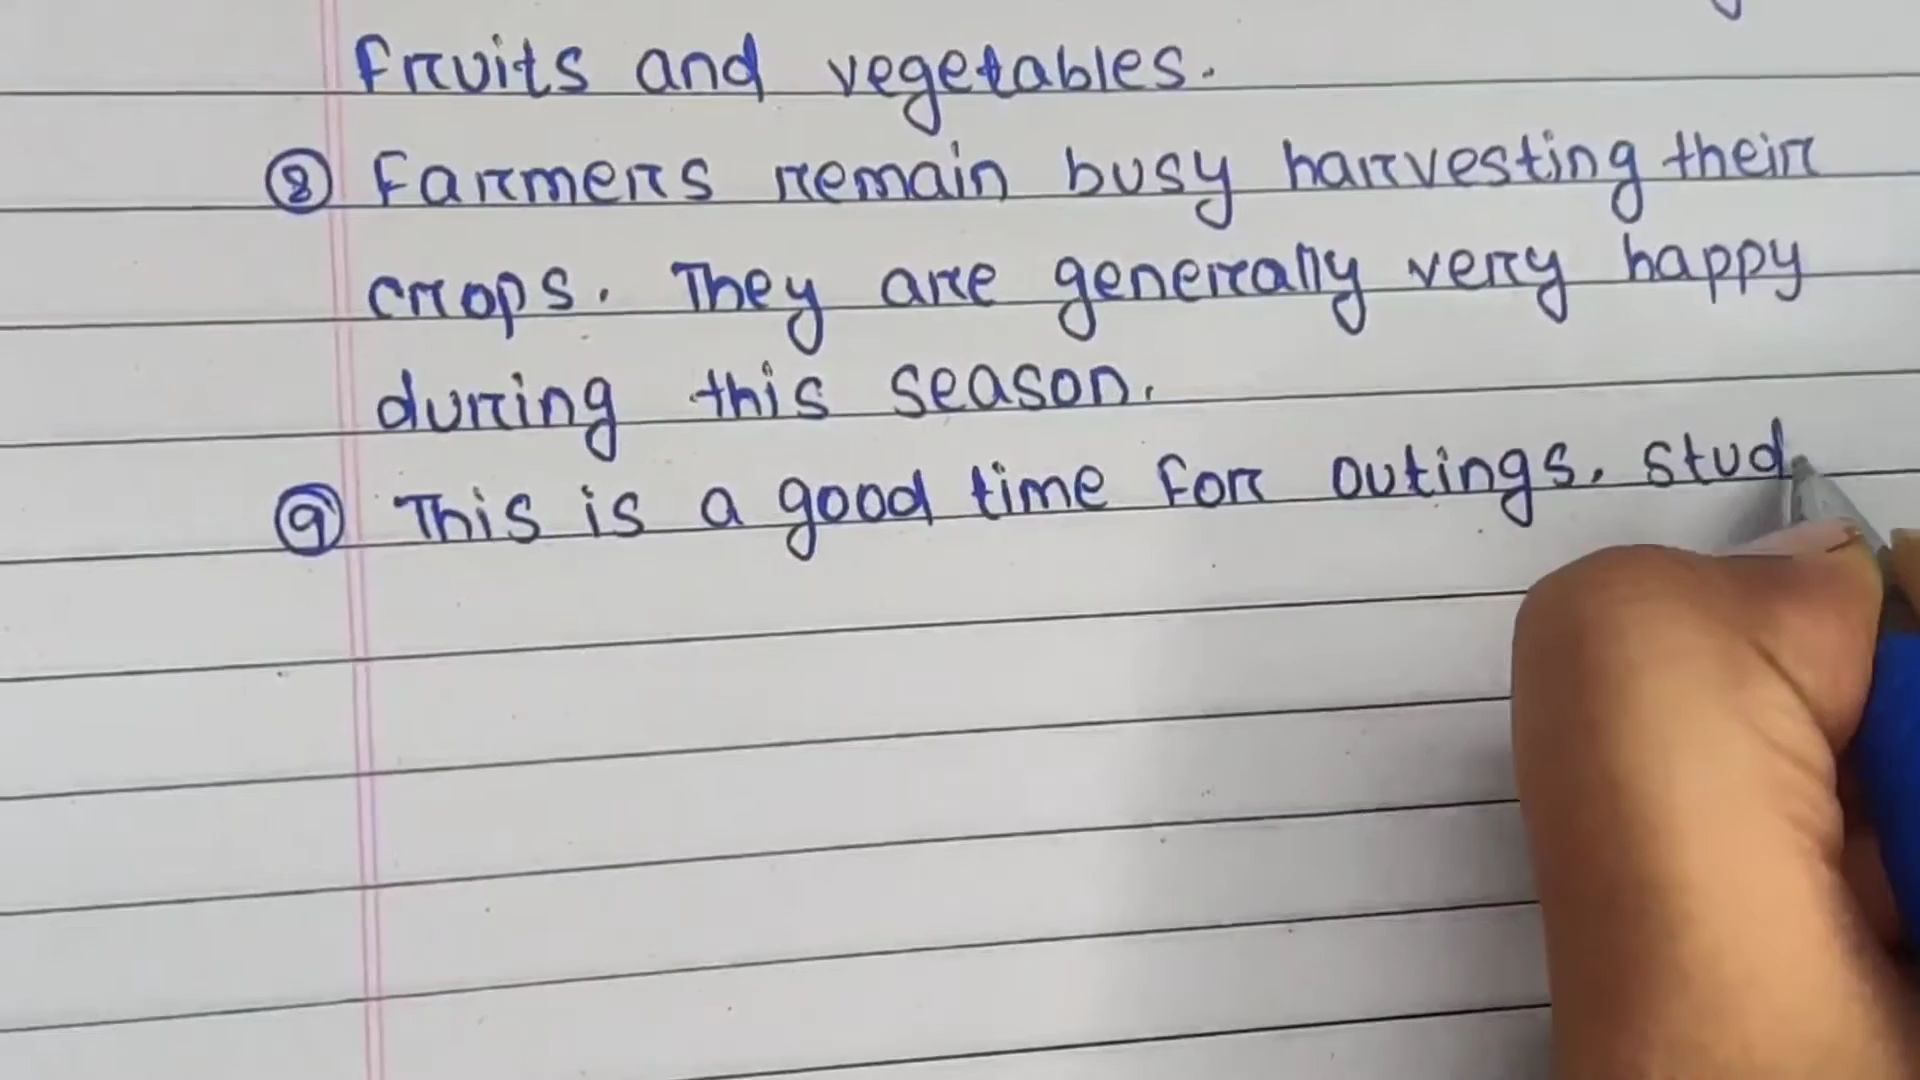 fruits and vegetables.
⑧ Farmers remain busy harvesting their
crops. They are generally very happy
during this season.
⑨ This is a good time for outings. stud